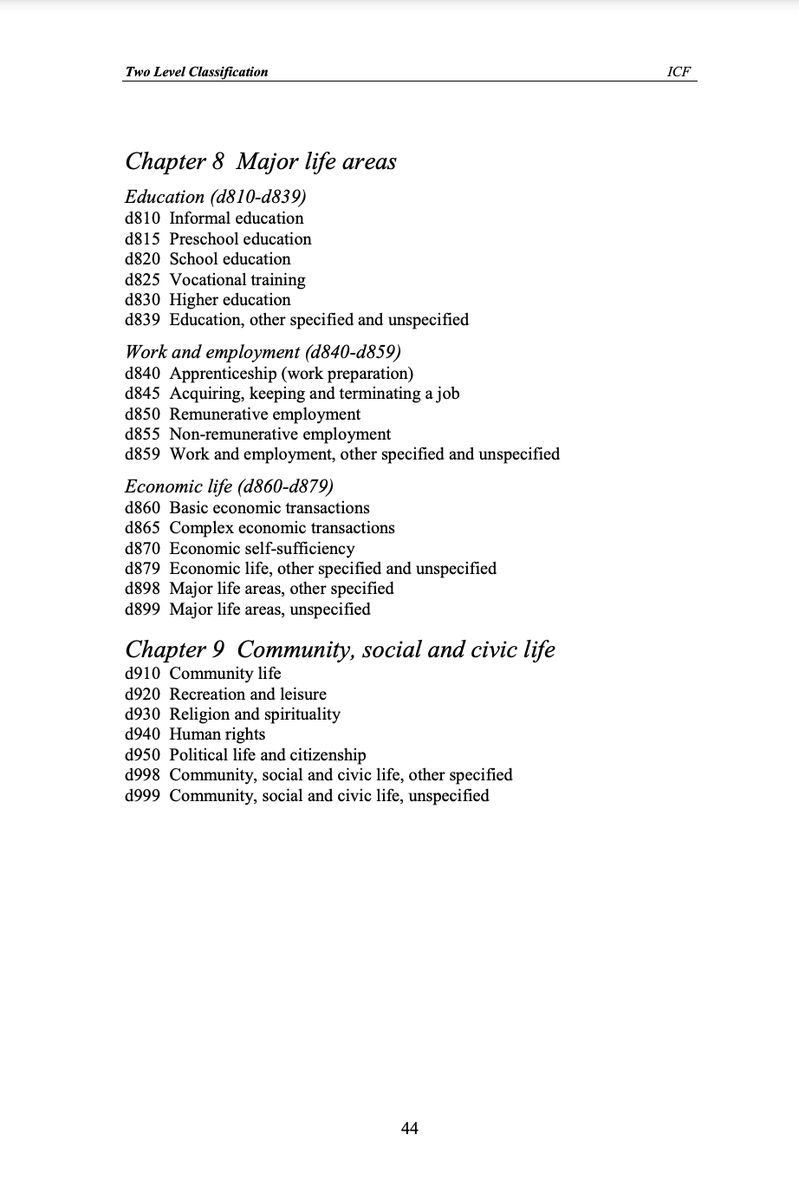 Two Level Classification ICF
Chapter 8 Major life areas
Education (d810-d839)
d810 Informal education
d815 Preschool education
d820 School education
d825 Vocational training
d830 Higher education
d839 Education, other specified and unspecified
Work and employment (d840-d859)
d840 Apprenticeship (work preparation)
d845 Acquiring, keeping and terminating a job
d850 Remunerative employment
d855 Non-remunerative employment
d859 Work and employment, other specified and unspecified
Economic life (d860-d879)
d860 Basic economic transactions
d865 Complex economic transactions
d870 Economic self-sufficiency
d879 Economic life, other specified and unspecified
d898 Major life areas, other specified
d899 Major life areas, unspecified
Chapter 9 Community, social and civic life
d910 Community life
d920 Recreation and leisure
d930 Religion and spirituality
d940 Human rights
d950 Political life and citizenship
d998 Community, social and civic life, other specified
d999 Community, social and civic life, unspecified
44